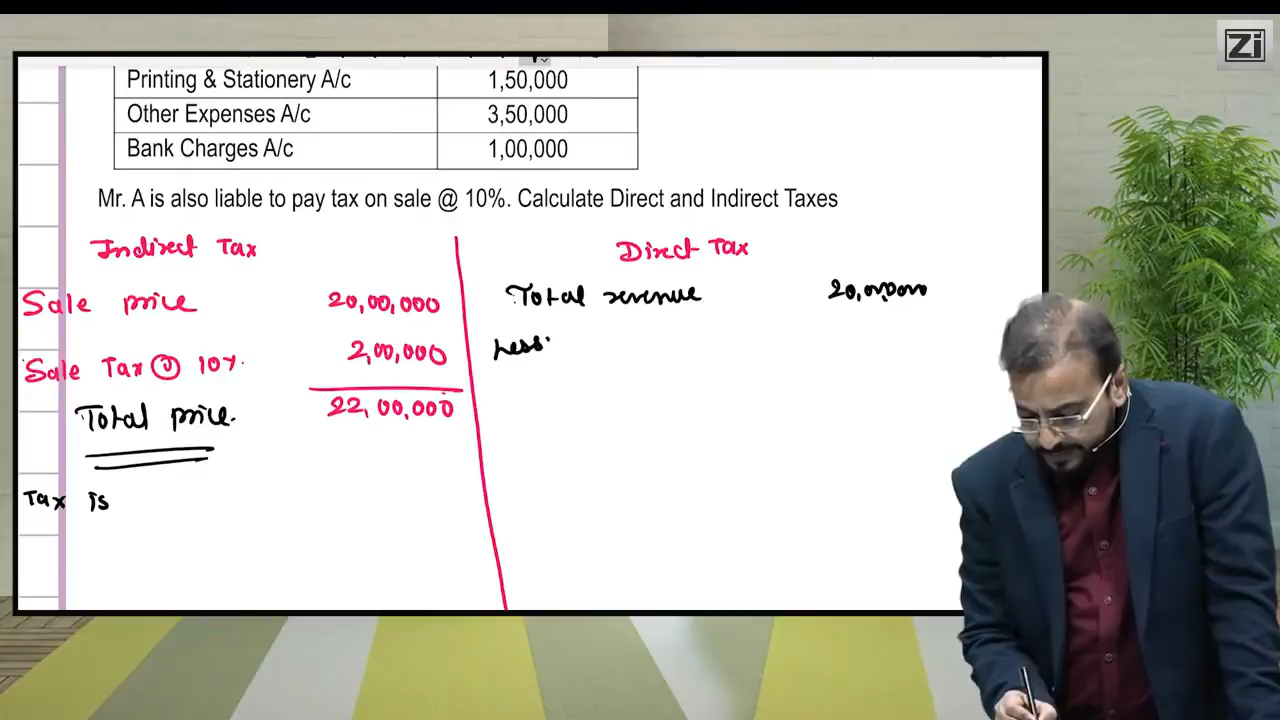 Zi
Printing & Stationery A/c 1,50,000
Other Expenses A/c 3,50,000
Bank Charges A/c 1,00,000
Mr. A is also liable to pay tax on sale @ 10%. Calculate Direct and Indirect Taxes
Indirect Tax
Sale price 20,00,000
Sale Tax @ 10% 2,00,000
Total price. 22,00,000
Tax is
Direct Tax
Total revenue 20,00,000
Less: